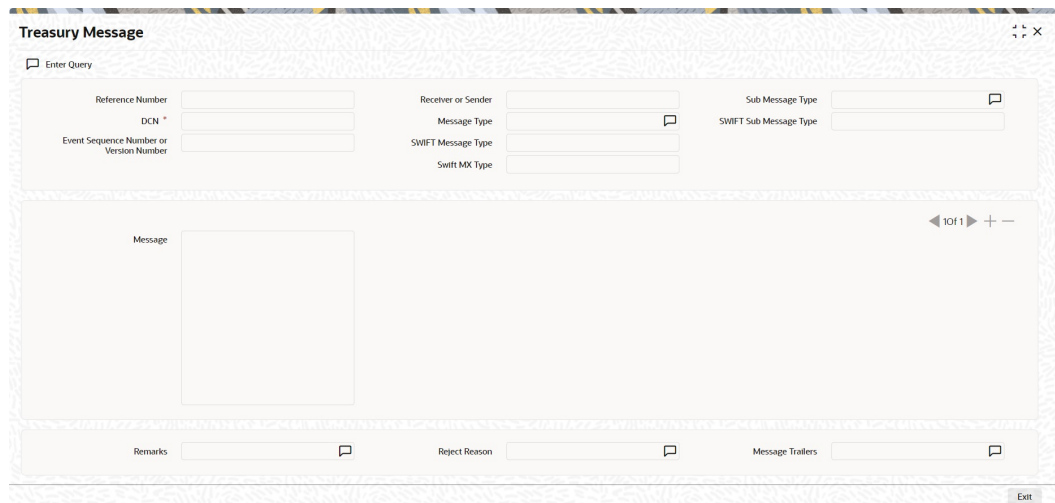 Treasury Message
Enter Query
Reference Number
DCN *
Event Sequence Number or
Version Number
Receiver or Sender
Message Type
SWIFT Message Type
Swift MX Type
Sub Message Type
SWIFT Sub Message Type
1Of 1
Message
Remarks
Reject Reason
Message Trailers
Exit